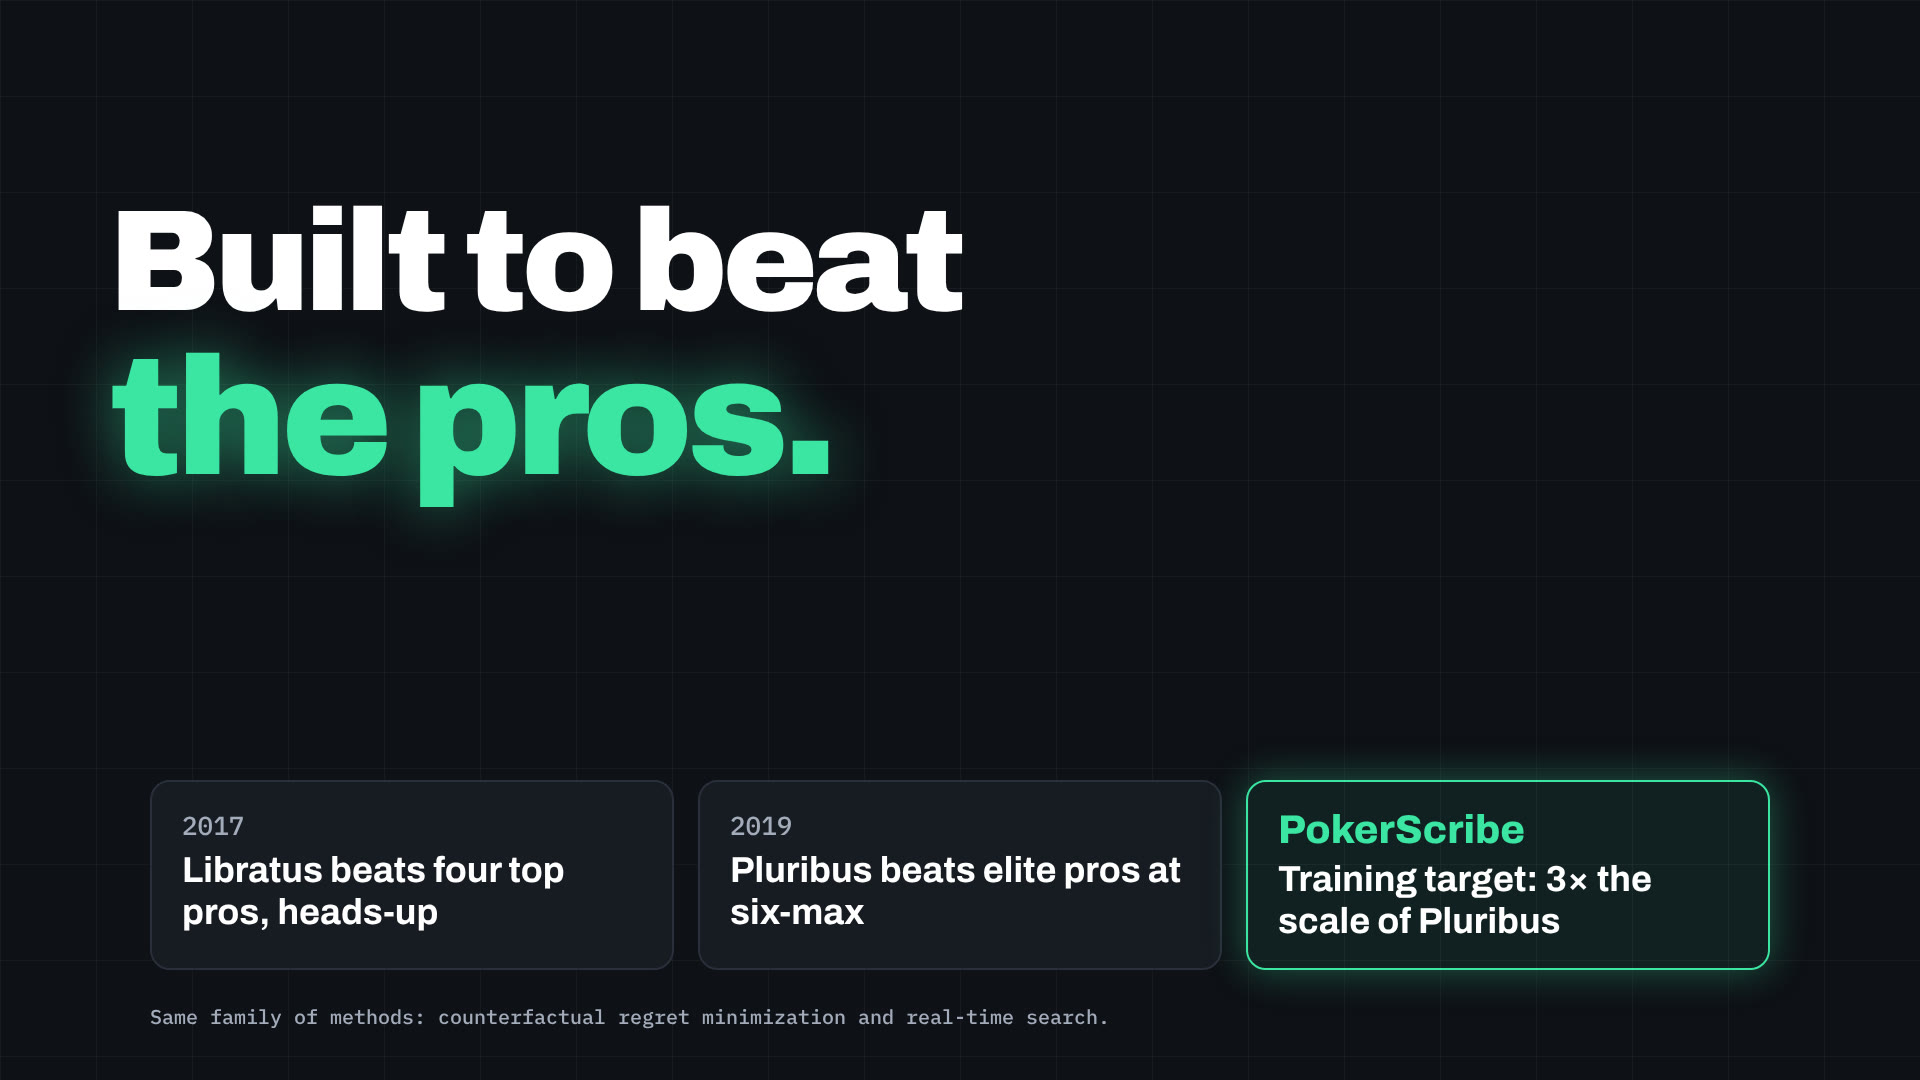 Built to beat
the pros.
2017
Libratus beats four top
pros, heads-up
2019
Pluribus beats elite pros at
six-max
PokerScribe
Training target: 3× the
scale of Pluribus
Same family of methods: counterfactual regret minimization and real-time search.